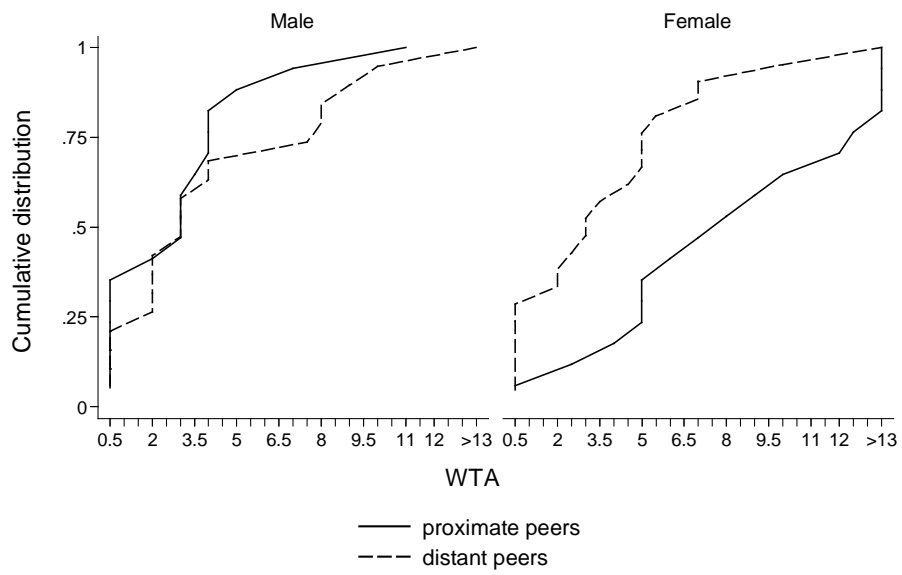 Male Female
Cumulative distribution
1
.75
.5
.25
0
0.5 2 3.5 5 6.5 8 9.5 11 12 >13
0.5 2 3.5 5 6.5 8 9.5 11 12 >13
WTA
proximate peers
distant peers